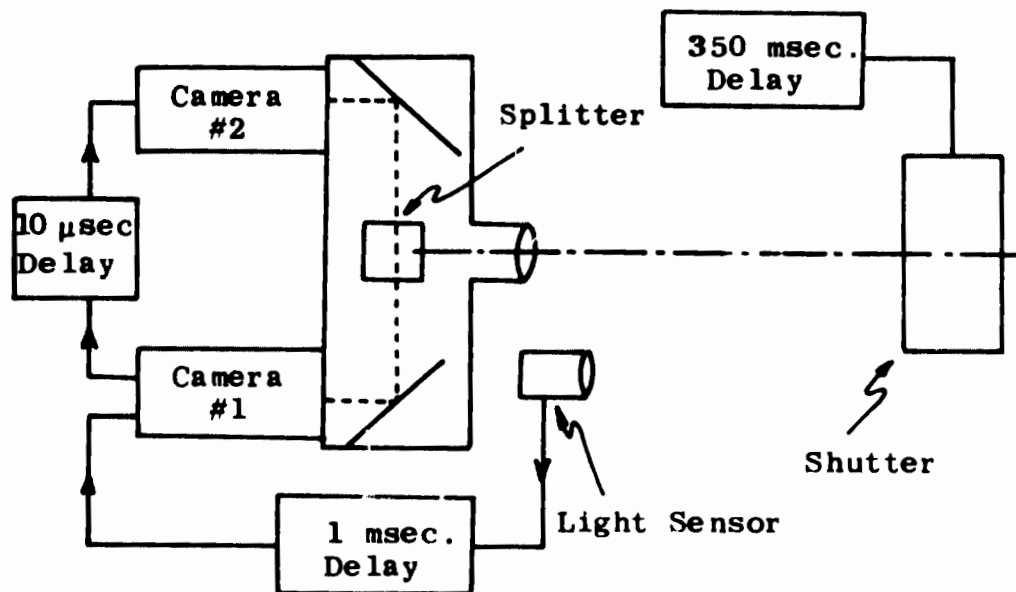 350 msec.
Delay
Camera
#2
Splitter
10 μsec
Delay
Camera
#1
Shutter
Light Sensor
1 msec.
Delay